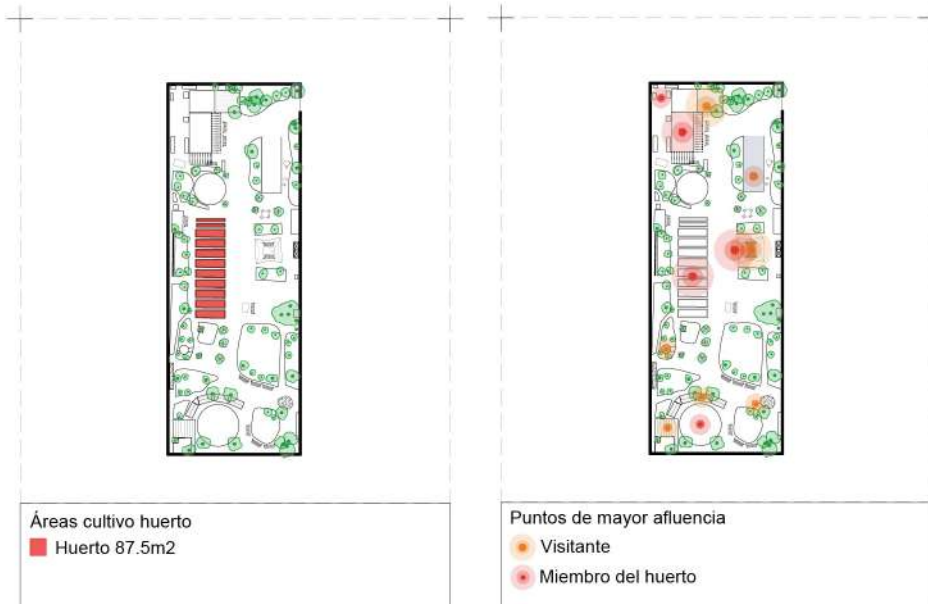 Áreas cultivo huerto
Huerto 87.5m2
Puntos de mayor afluencia
Visitante
Miembro del huerto